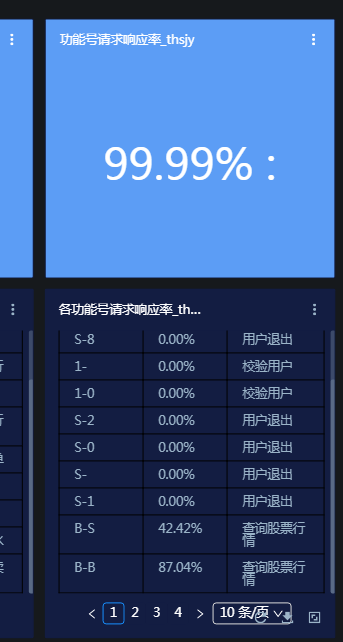 功能号请求响应率_thsjy
99.99% :
各功能号请求响应率_th...
S-8 0.00% 用户退出
1- 0.00% 校验用户
1-0 0.00% 校验用户
S-2 0.00% 用户退出
S-0 0.00% 用户退出
S- 0.00% 用户退出
S-1 0.00% 用户退出
B-S 42.42% 查询股票行
情
B-B 87.04% 查询股票行
情
< 1 2 3 4 > 10 条/页